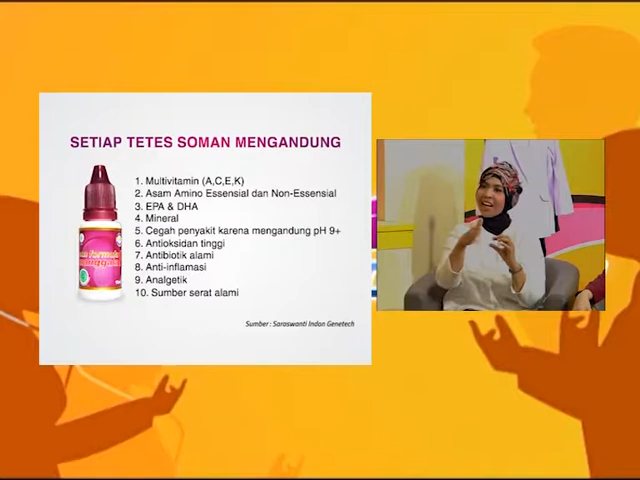 SETIAP TETES SOMAN MENGANDUNG
1. Multivitamin (A,C,E,K)
2. Asam Amino Essensial dan Non-Essensial
3. EPA & DHA
4. Mineral
5. Cegah penyakit karena mengandung pH 9+
6. Antioksidan tinggi
7. Antibiotik alami
8. Anti-inflamasi
9. Analgetik
10. Sumber serat alami
Sumber : Saraswanti Indon Genetech